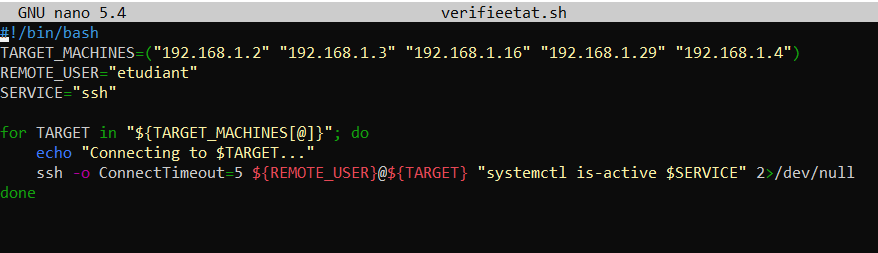 GNU nano 5.4 verifieetat.sh
#!/bin/bash
TARGET_MACHINES=("192.168.1.2" "192.168.1.3" "192.168.1.16" "192.168.1.29" "192.168.1.4")
REMOTE_USER="etudiant"
SERVICE="ssh"

for TARGET in "${TARGET_MACHINES[@]}"; do
    echo "Connecting to $TARGET..."
    ssh -o ConnectTimeout=5 ${REMOTE_USER}@${TARGET} "systemctl is-active $SERVICE" 2>/dev/null
done